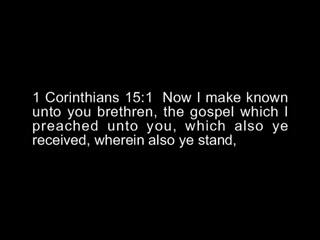 1 Corinthians 15:1  Now I make known
unto you brethren, the gospel which I
preached unto you, which also ye
received, wherein also ye stand,